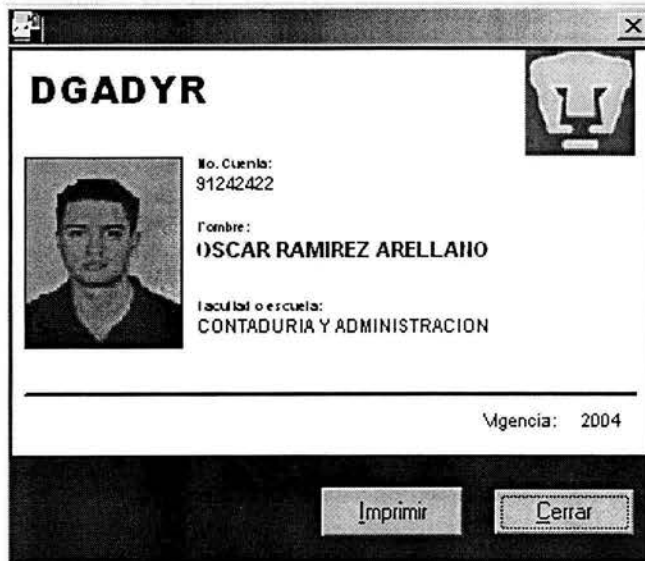 DGADYR
No. Cuenta:
91242422
Nombre:
OSCAR RAMIREZ ARELLANO
Facultad o escuela:
CONTADURIA Y ADMINISTRACION
Vigencia: 2004
Imprimir
Cerrar